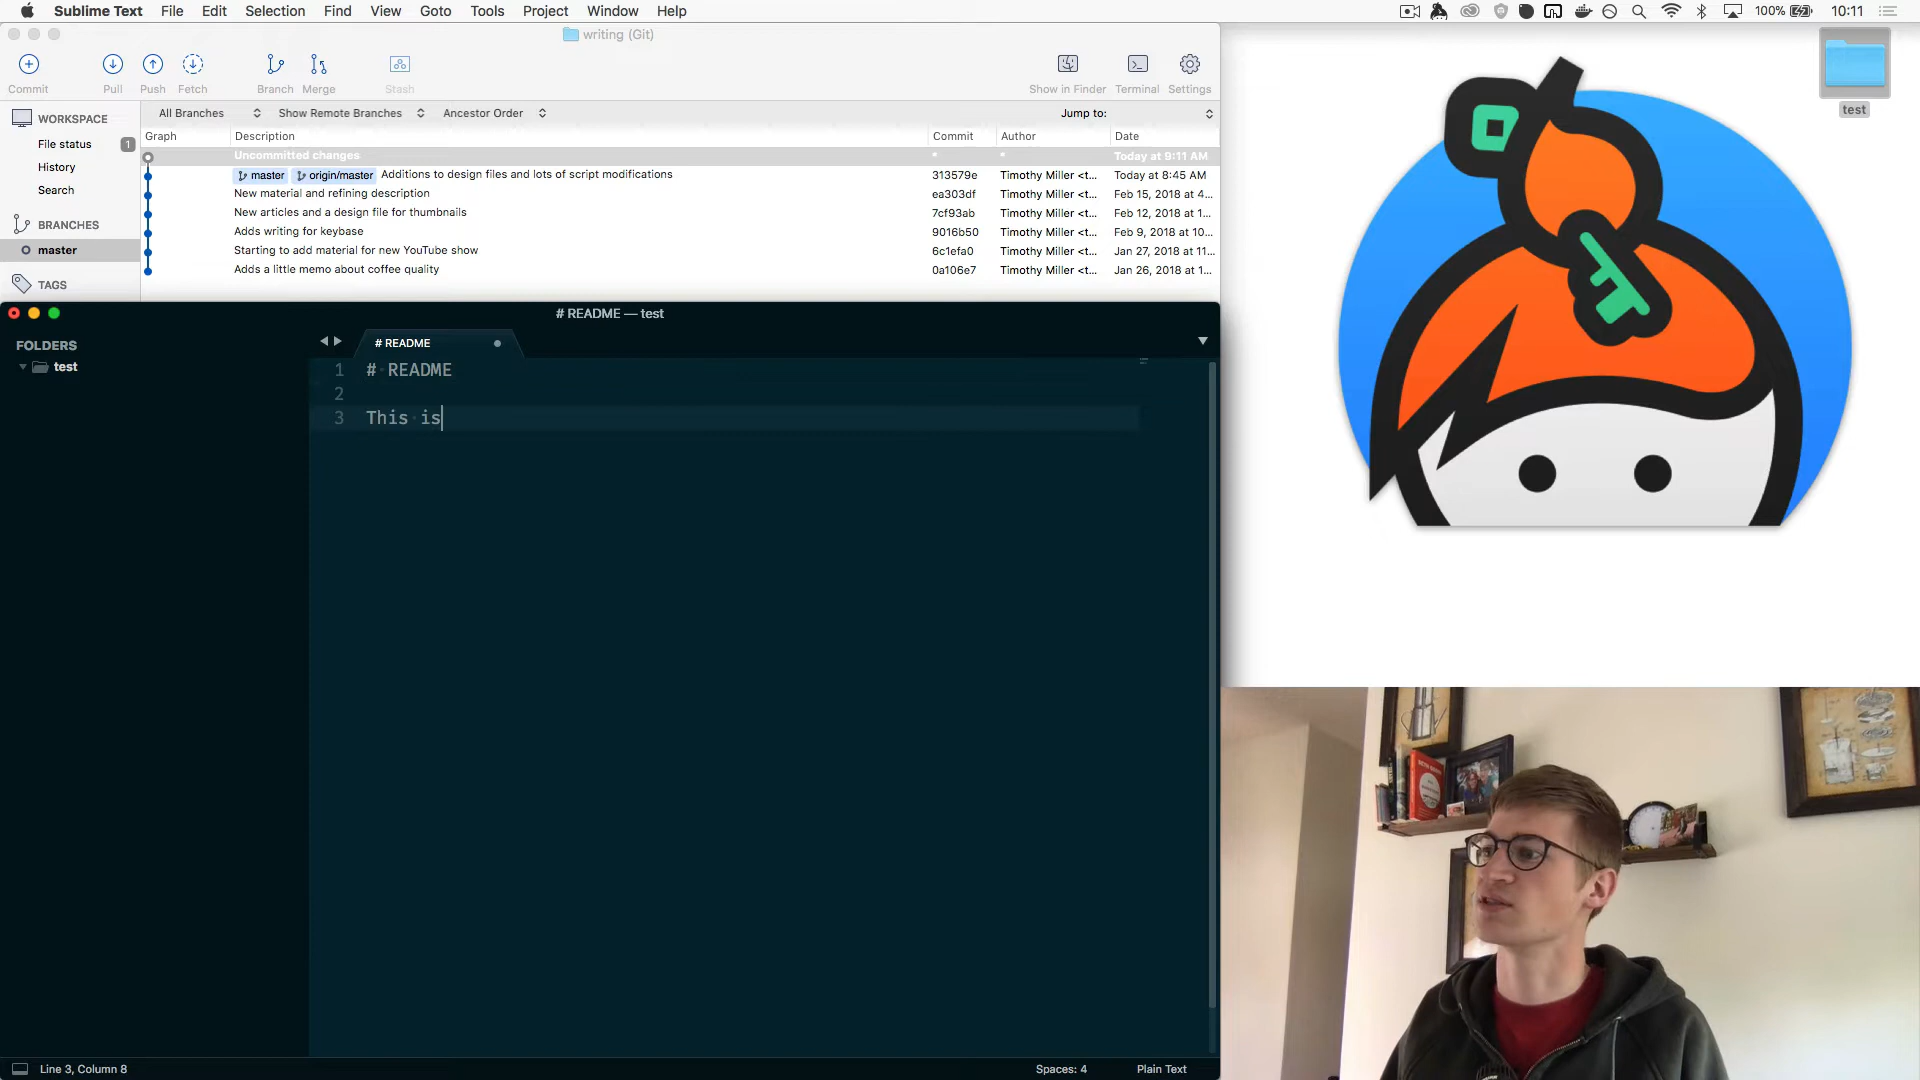 Sublime Text File Edit Selection Find View Goto Tools Project Window Help 100% 10:11
writing (Git)
Commit Pull Push Fetch Branch Merge Stash Show in Finder Terminal Settings
All Branches Show Remote Branches Ancestor Order Jump to:
Graph Description Commit Author Date
Uncommitted changes * * Today at 9:11 AM
master origin/master Additions to design files and lots of script modifications 313579e Timothy Miller <t... Today at 8:45 AM
New material and refining description ea303df Timothy Miller <t... Feb 15, 2018 at 4...
New articles and a design file for thumbnails 7cf93ab Timothy Miller <t... Feb 12, 2018 at 1...
Adds writing for keybase 9016b50 Timothy Miller <t... Feb 9, 2018 at 10...
Starting to add material for new YouTube show 6c1efa0 Timothy Miller <t... Jan 27, 2018 at 11...
Adds a little memo about coffee quality 0a106e7 Timothy Miller <t... Jan 26, 2018 at 1...
WORKSPACE
File status 1
History
Search
BRANCHES
master
TAGS
test
# README — test
FOLDERS
test
# README
1 # README
2
3 This is
Line 3, Column 8 Spaces: 4 Plain Text